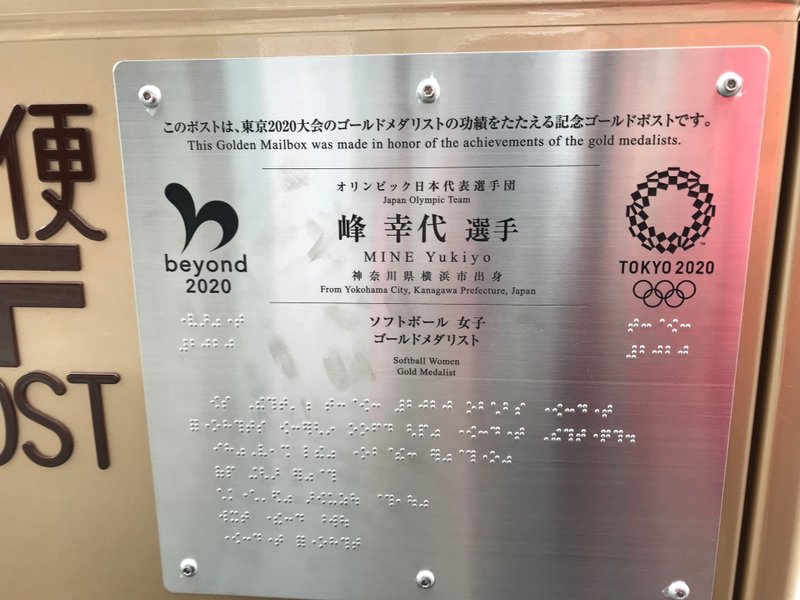 便
OST
このポストは、東京2020大会のゴールドメダリストの功績をたたえる記念ゴールドポストです。
This Golden Mailbox was made in honor of the achievements of the gold medalists.
オリンピック日本代表選手団
Japan Olympic Team
峰 幸代 選手
MINE Yukiyo
神奈川県横浜市出身
From Yokohama City, Kanagawa Prefecture, Japan
ソフトボール 女子
ゴールドメダリスト
Softball Women
Gold Medalist
beyond
2020
TOKYO 2020